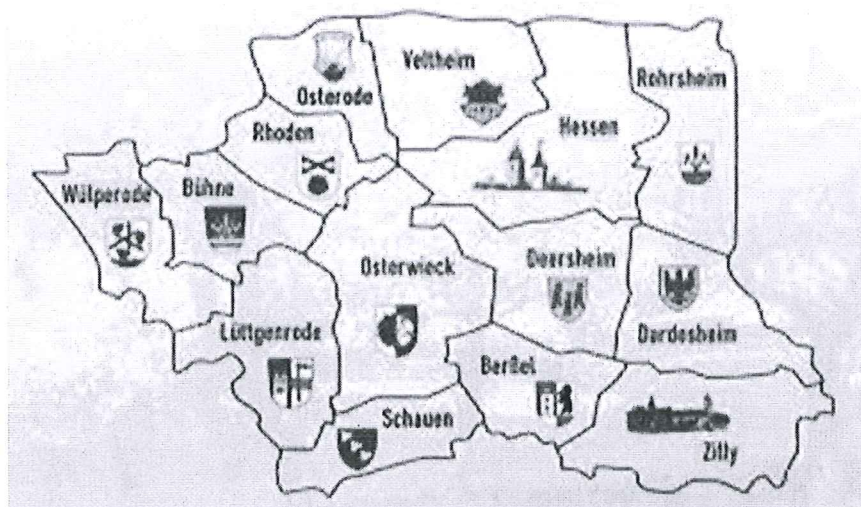 Osterode
Veltheim
Rohrsheim
Rhoden
Hessen
Wülperode
Bühne
Osterwieck
Deersheim
Lüttgenrode
Dardesheim
Berßel
Schauen
Zilly